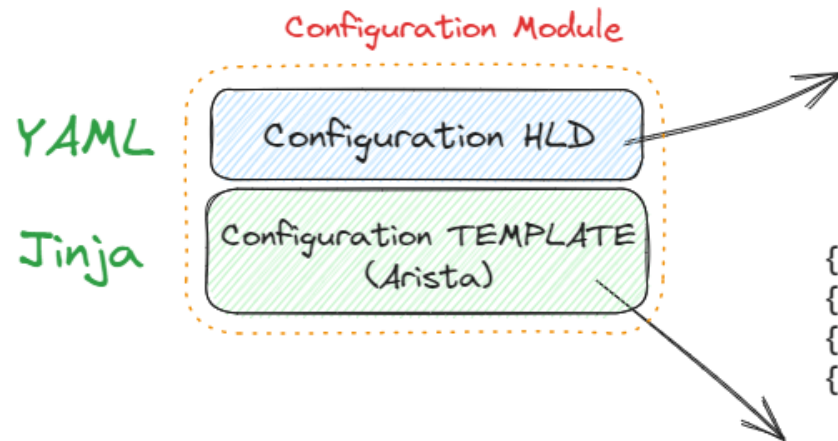 Configuration Module
YAML
Configuration HLD
Jinja
Configuration TEMPLATE
(Arista)
{
{
{
{